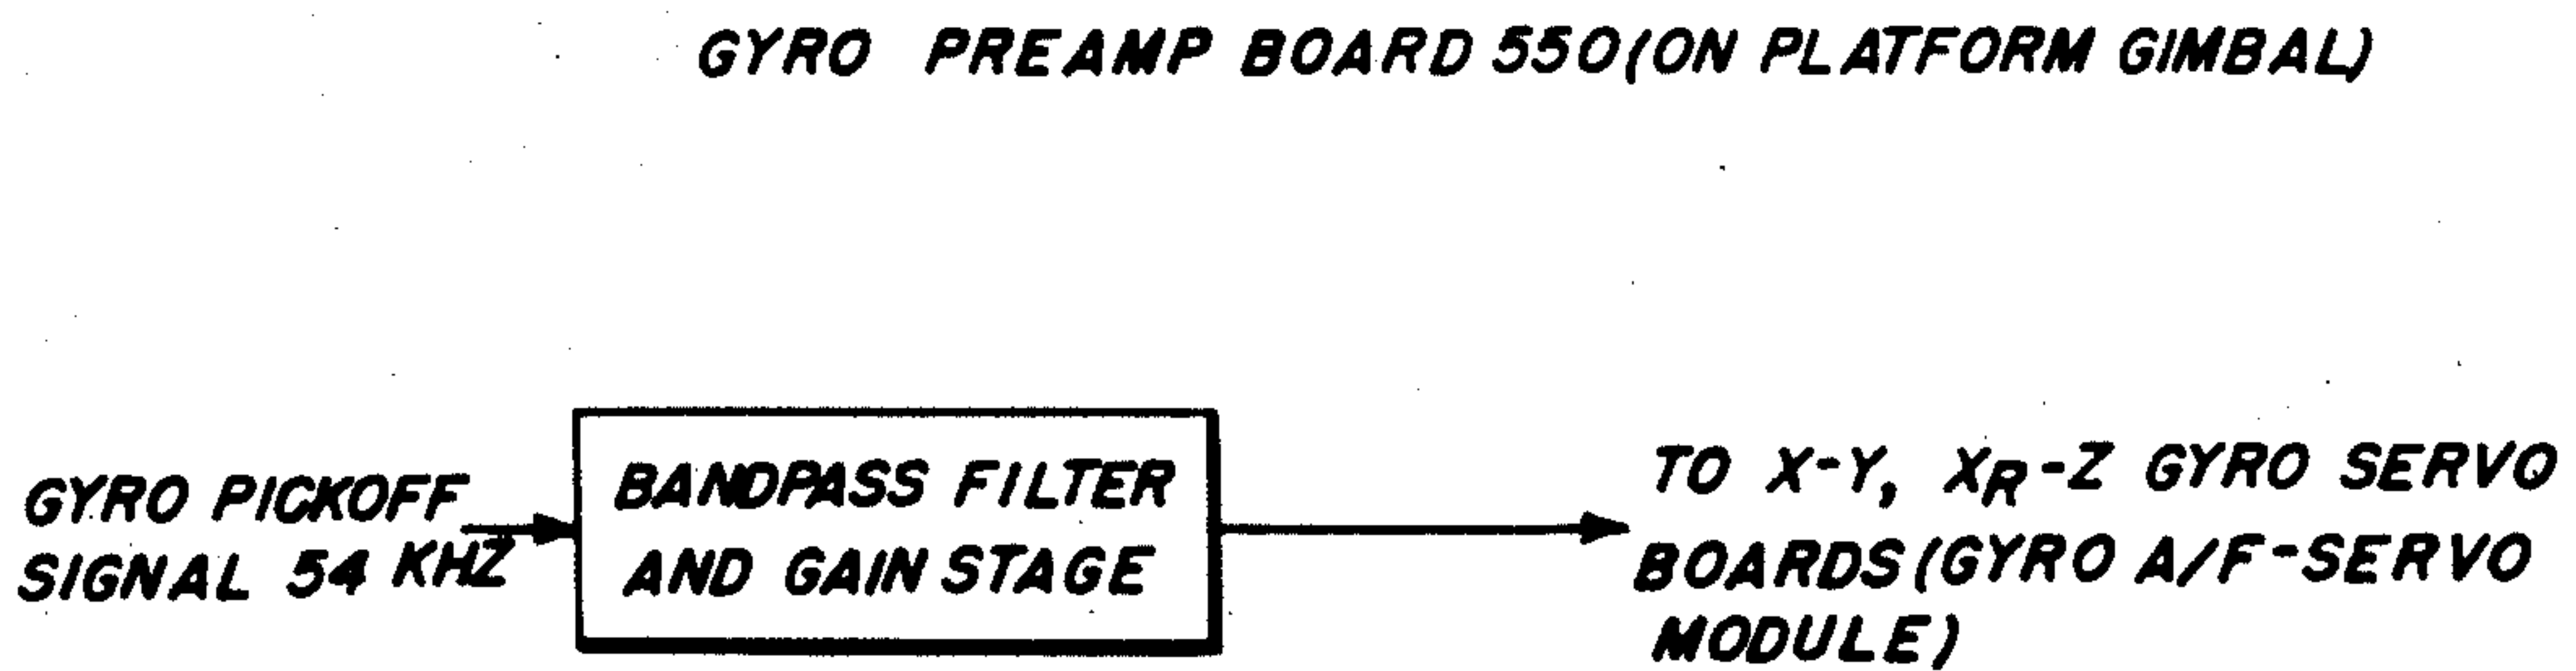 GYRO PREAMP BOARD 550(ON PLATFORM GIMBAL)
GYRO PICKOFF
SIGNAL 54 KHZ
BANDPASS FILTER
AND GAIN STAGE
TO X-Y, XR-Z GYRO SERVO
BOARDS(GYRO A/F-SERVO
MODULE)